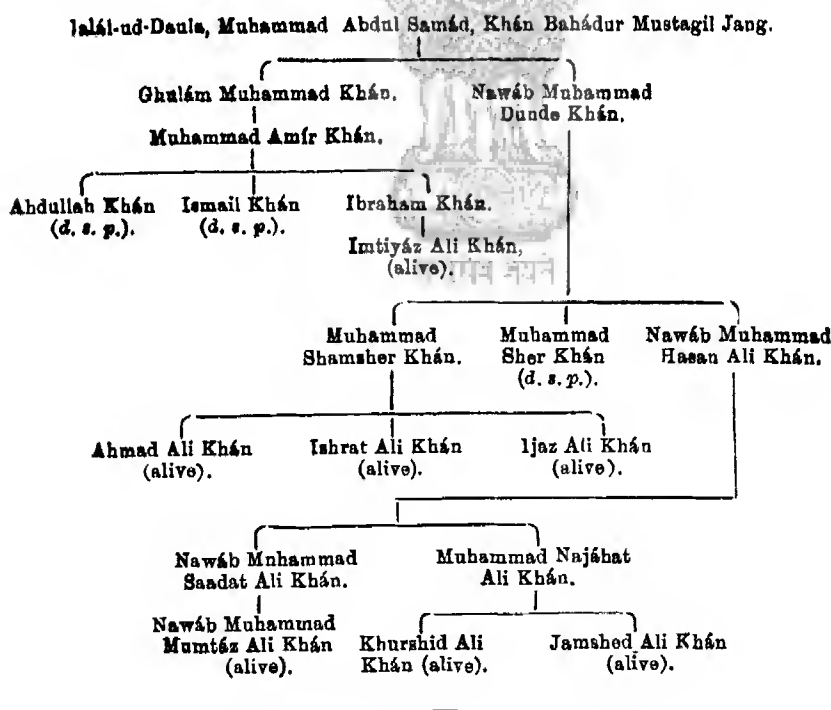 Jalál-ud-Daula, Muhammad Abdul Samád, Khán Bahádur Mustagil Jang.
Ghulám Muhammad Khán.
Nawáb Muhammad
Dunde Khán.
Muhammad Amír Khán.
Abdullah Khán
(d. s. p.).
Ismail Khán
(d. s. p.).
Ibraham Khán.
Imtiyáz Ali Khán,
(alive).
Muhammad
Shamsher Khán.
Muhammad
Sher Khán
(d. s. p.).
Nawáb Muhammad
Hasan Ali Khán.
Ahmad Ali Khán
(alive).
Ishrat Ali Khán
(alive).
Ijaz Ali Khán
(alive).
Nawáb Muhammad
Saadat Ali Khán.
Muhammad Najábat
Ali Khán.
Nawáb Muhammad
Mumtáz Ali Khán
(alive).
Khurshid Ali
Khán (alive).
Jamshed Ali Khán
(alive).